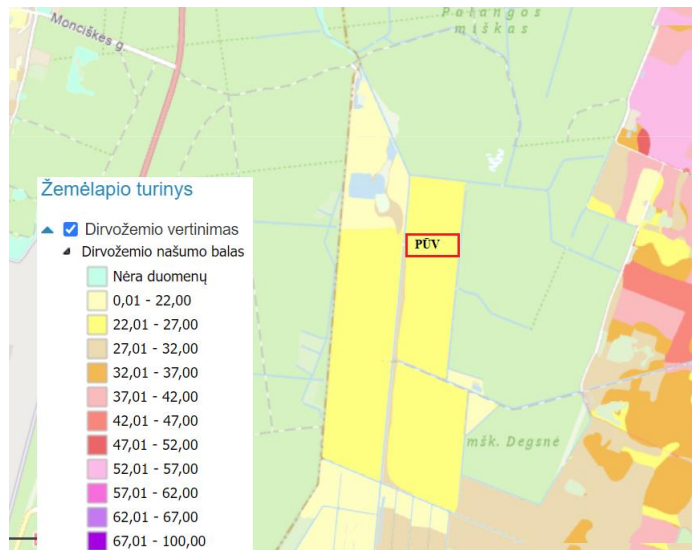 Palangos
miškas
Monciškės g.
Žemėlapio turinys
Dirvožemio vertinimas
Dirvožemio našumo balas
Nėra duomenų
0,01 - 22,00
22,01 - 27,00
27,01 - 32,00
32,01 - 37,00
37,01 - 42,00
42,01 - 47,00
47,01 - 52,00
52,01 - 57,00
57,01 - 62,00
62,01 - 67,00
67,01 - 100,00
PŪV
mšk. Degsnė